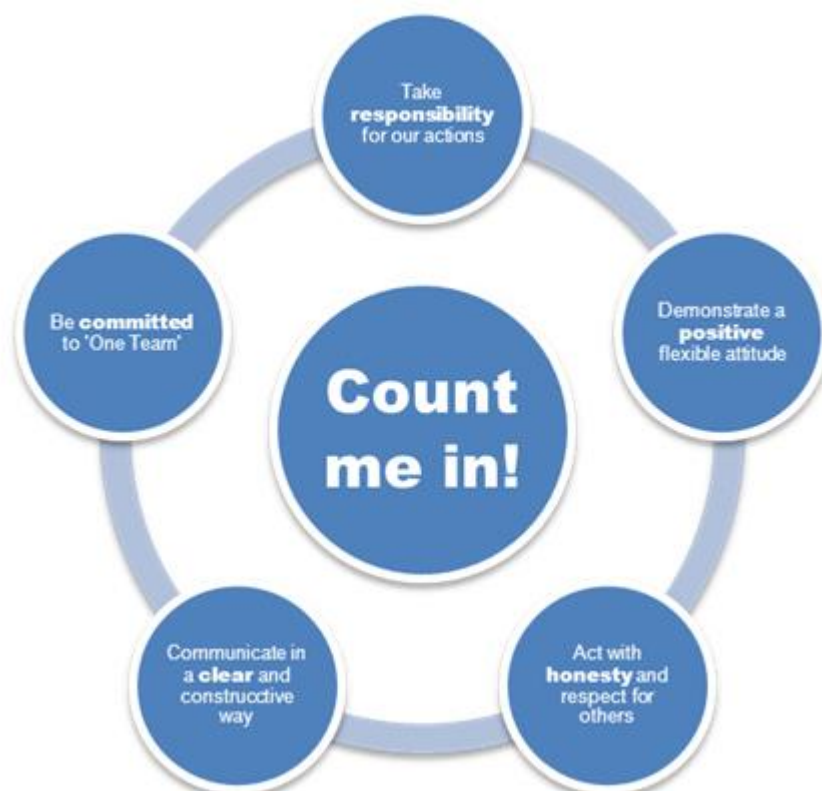 Take
responsibility
for our actions
Be committed
to 'One Team'
Demonstrate a
positive
flexible attitude
Count
me in!
Communicate in
a clear and
construcctive
way
Act with
honesty and
respect for
others